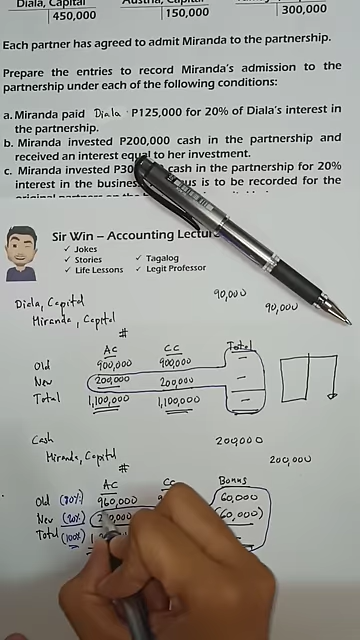 Diala, Capital Austria, Capital
450,000 150,000 300,000
Each partner has agreed to admit Miranda to the partnership.
Prepare the entries to record Miranda's admission to the
partnership under each of the following conditions:
a. Miranda paid Diala P125,000 for 20% of Diala's interest in
the partnership.
b. Miranda invested P200,000 cash in the partnership and
received an interest equal to her investment.
c. Miranda invested P30 cash in the partnership for 20%
interest in the business. is to be recorded for the
Sir Win – Accounting Lectur
✓ Jokes
✓ Stories ✓ Tagalog
✓ Life Lessons ✓ Legit Professor
Diala, Capital 90,000
Miranda, Capital 90,000
#
AC CC Total
Old 900,000 900,000 –
New 200,000 200,000 –
Total 1,100,000 1,100,000 –
Cash 200,000
Miranda, Capital 200,000
#
AC CC Bonus
Old (80%) 960,000 60,000
New (20%) (60,000)
Total (100%)